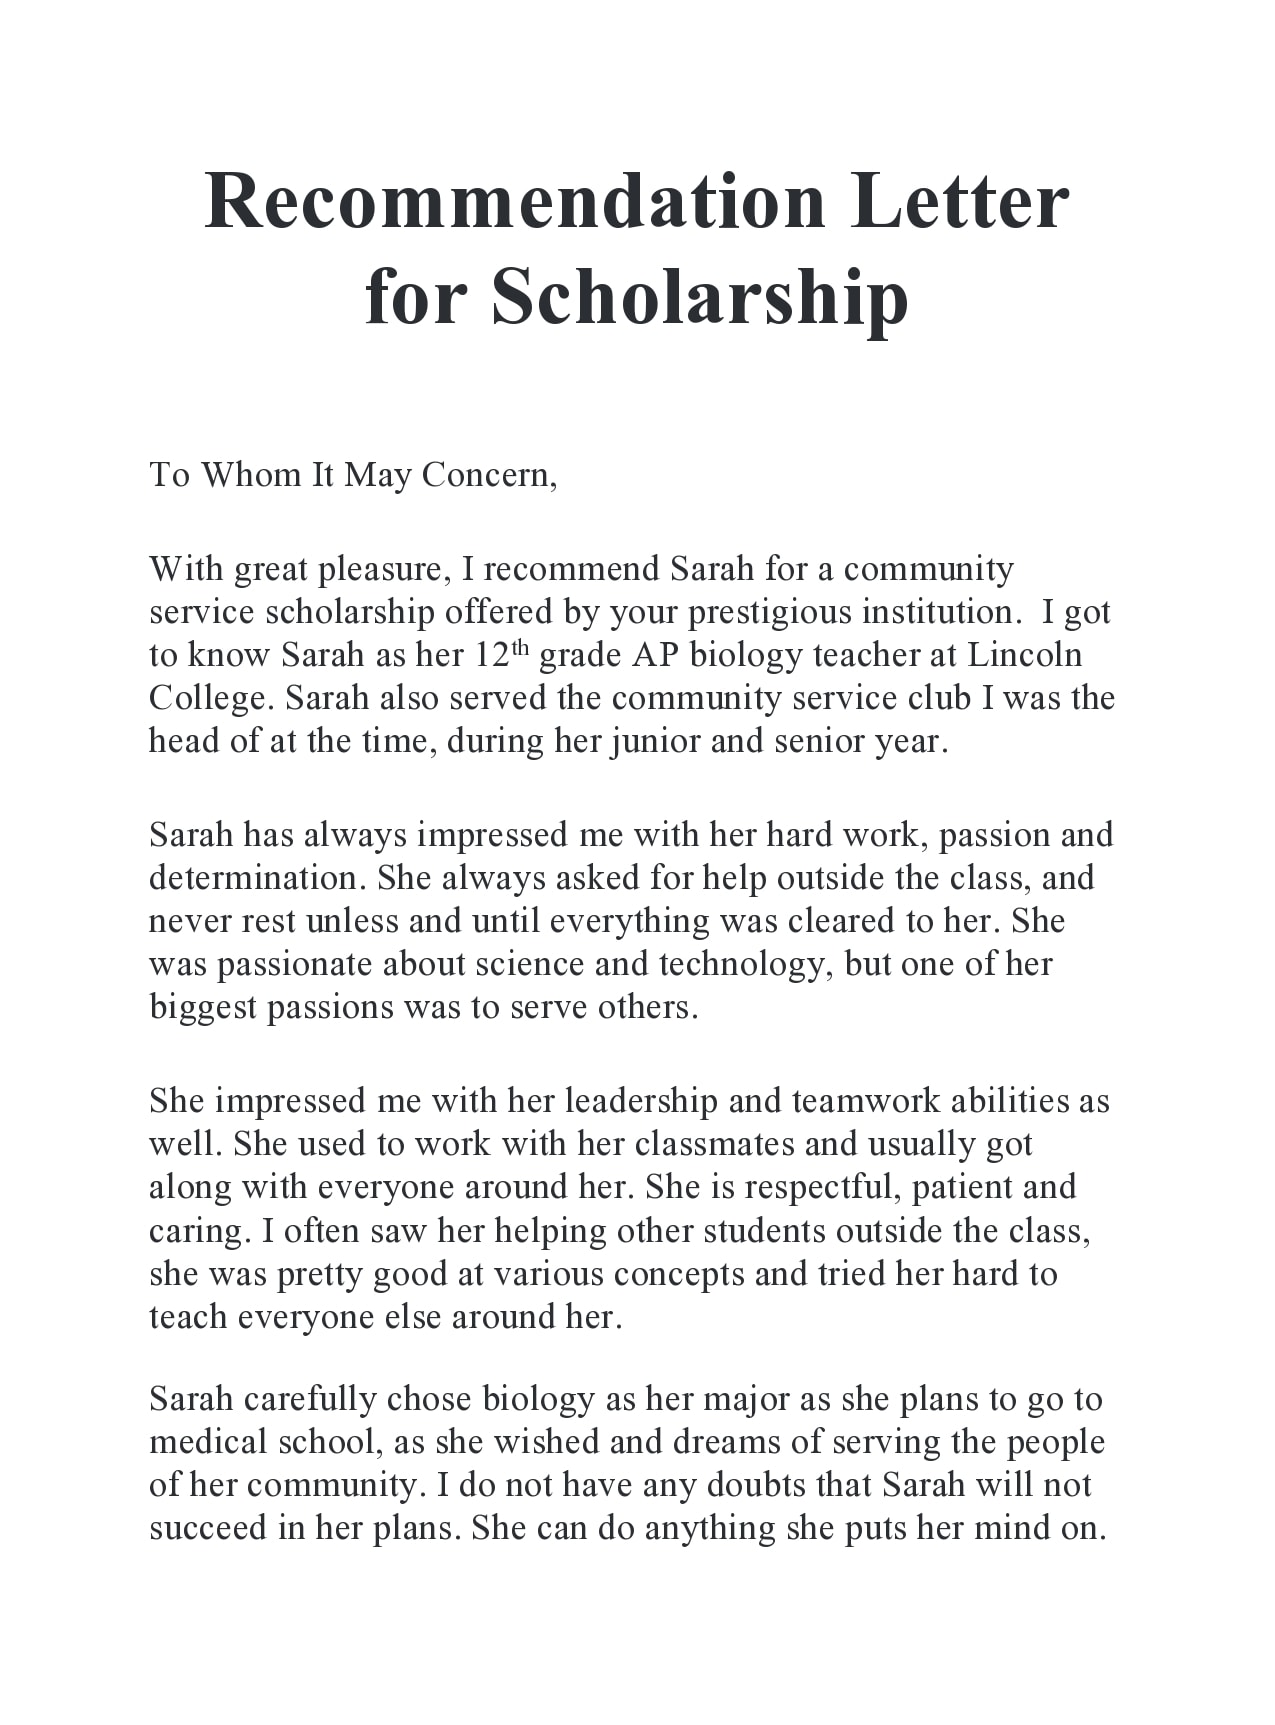 Recommendation Letter
for Scholarship
To Whom It May Concern,
With great pleasure, I recommend Sarah for a community
service scholarship offered by your prestigious institution.  I got
to know Sarah as her 12th grade AP biology teacher at Lincoln
College. Sarah also served the community service club I was the
head of at the time, during her junior and senior year.
Sarah has always impressed me with her hard work, passion and
determination. She always asked for help outside the class, and
never rest unless and until everything was cleared to her. She
was passionate about science and technology, but one of her
biggest passions was to serve others.
She impressed me with her leadership and teamwork abilities as
well. She used to work with her classmates and usually got
along with everyone around her. She is respectful, patient and
caring. I often saw her helping other students outside the class,
she was pretty good at various concepts and tried her hard to
teach everyone else around her.
Sarah carefully chose biology as her major as she plans to go to
medical school, as she wished and dreams of serving the people
of her community. I do not have any doubts that Sarah will not
succeed in her plans. She can do anything she puts her mind on.